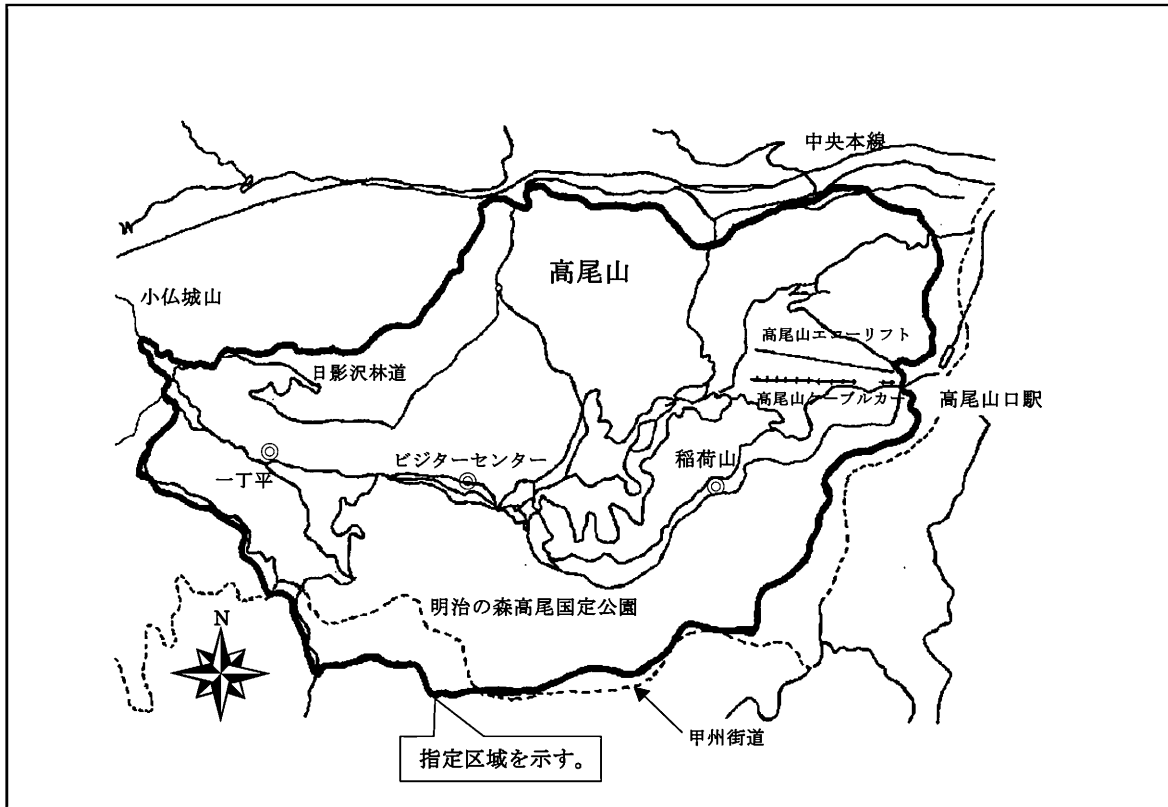 中央本線
高尾山
小仏城山
高尾山エコーリフト
日影沢林道
高尾山ケーブルカー
高尾山口駅
ビジターセンター
稲荷山
一丁平
明治の森高尾国定公園
N
甲州街道
指定区域を示す。